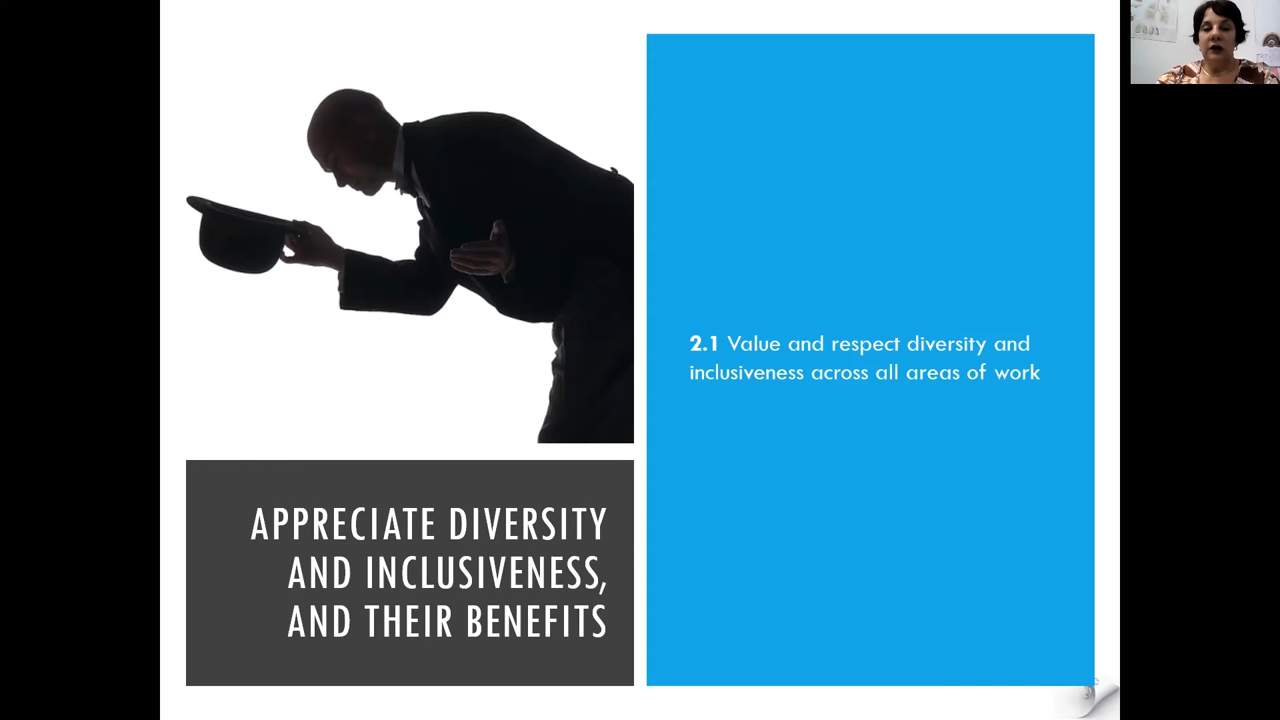 2.1 Value and respect diversity and
inclusiveness across all areas of work
APPRECIATE DIVERSITY
AND INCLUSIVENESS,
AND THEIR BENEFITS